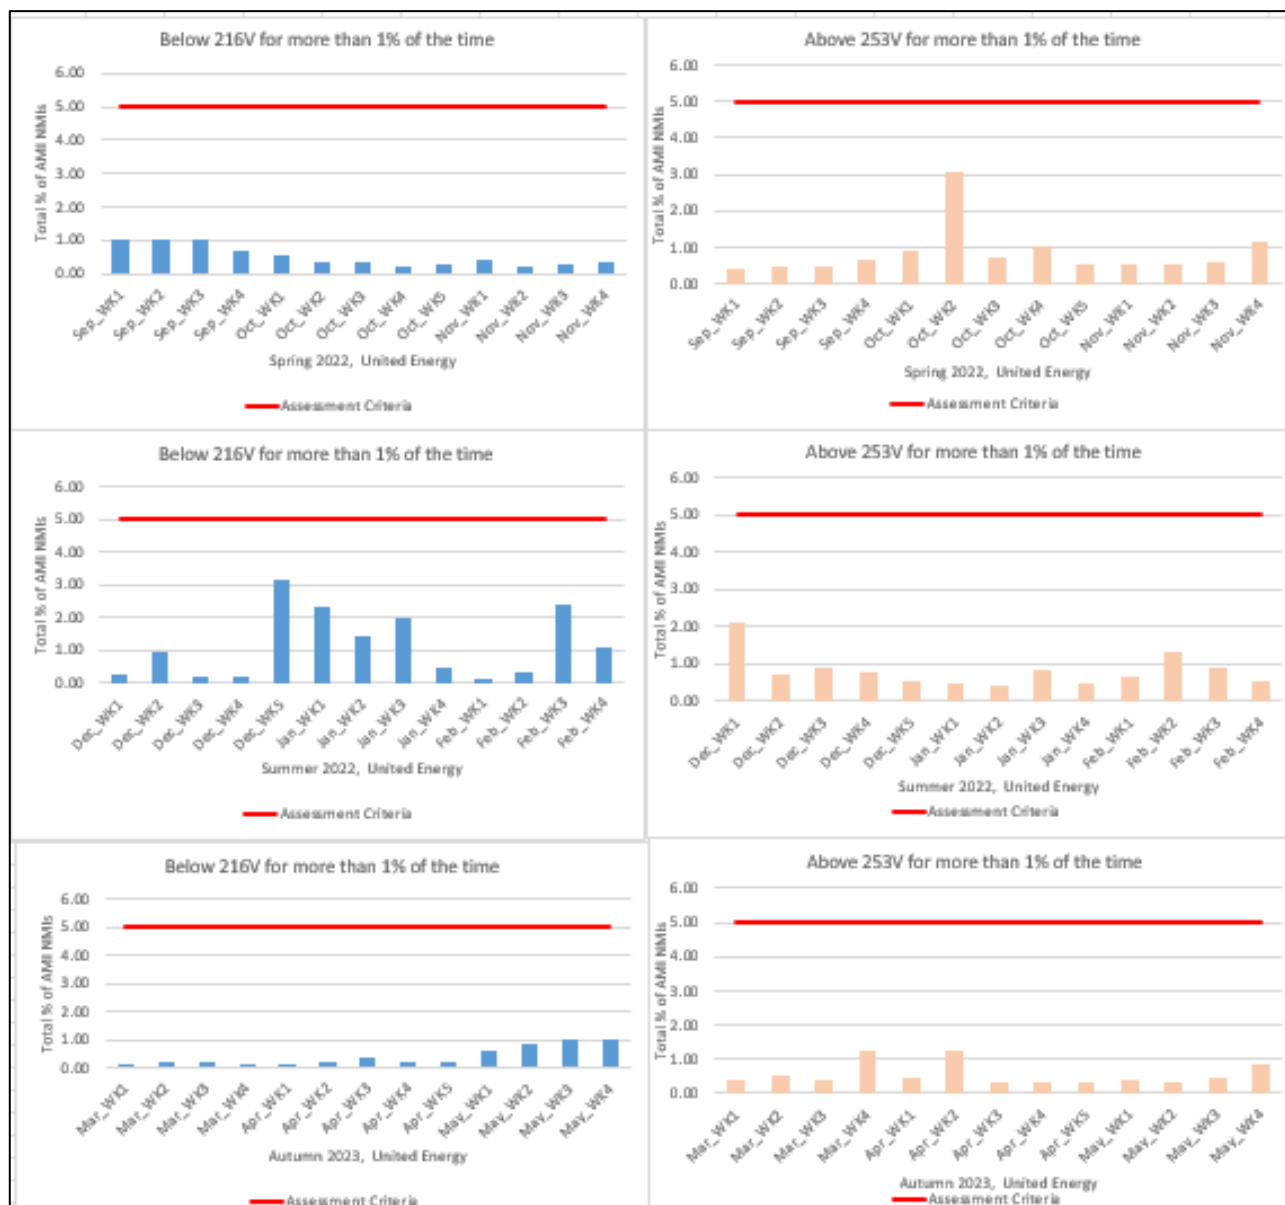 Below 216V for more than 1% of the time
Total % of AMI NMIs
6.00
5.00
4.00
3.00
2.00
1.00
0.00
Sep_WK1
Sep_WK2
Sep_WK3
Sep_WK4
Oct_WK1
Oct_WK2
Oct_WK3
Oct_WK4
Oct_WK5
Nov_WK1
Nov_WK2
Nov_WK3
Nov_WK4
Spring 2022, United Energy
Assessment Criteria
Above 253V for more than 1% of the time
Total % of AMI NMIs
6.00
5.00
4.00
3.00
2.00
1.00
0.00
Sep_WK1
Sep_WK2
Sep_WK3
Sep_WK4
Oct_WK1
Oct_WK2
Oct_WK3
Oct_WK4
Oct_WK5
Nov_WK1
Nov_WK2
Nov_WK3
Nov_WK4
Spring 2022, United Energy
Assessment Criteria
Below 216V for more than 1% of the time
Total % of AMI NMIs
6.00
5.00
4.00
3.00
2.00
1.00
0.00
Dec_WK1
Dec_WK2
Dec_WK3
Dec_WK4
Dec_WK5
Jan_WK1
Jan_WK2
Jan_WK3
Jan_WK4
Feb_WK1
Feb_WK2
Feb_WK3
Feb_WK4
Summer 2022, United Energy
Assessment Criteria
Above 253V for more than 1% of the time
Total % of AMI NMIs
6.00
5.00
4.00
3.00
2.00
1.00
0.00
Dec_WK1
Dec_WK2
Dec_WK3
Dec_WK4
Dec_WK5
Jan_WK1
Jan_WK2
Jan_WK3
Jan_WK4
Feb_WK1
Feb_WK2
Feb_WK3
Feb_WK4
Summer 2022, United Energy
Assessment Criteria
Below 216V for more than 1% of the time
Total % of AMI NMIs
6.00
5.00
4.00
3.00
2.00
1.00
0.00
Mar_WK1
Mar_WK2
Mar_WK3
Mar_WK4
Apr_WK1
Apr_WK2
Apr_WK3
Apr_WK4
Apr_WK5
May_WK1
May_WK2
May_WK3
May_WK4
Autumn 2023, United Energy
Assessment Criteria
Above 253V for more than 1% of the time
Total % of AMI NMIs
6.00
5.00
4.00
3.00
2.00
1.00
0.00
Mar_WK1
Mar_WK2
Mar_WK3
Mar_WK4
Apr_WK1
Apr_WK2
Apr_WK3
Apr_WK4
Apr_WK5
May_WK1
May_WK2
May_WK3
May_WK4
Autumn 2023, United Energy
Assessment Criteria